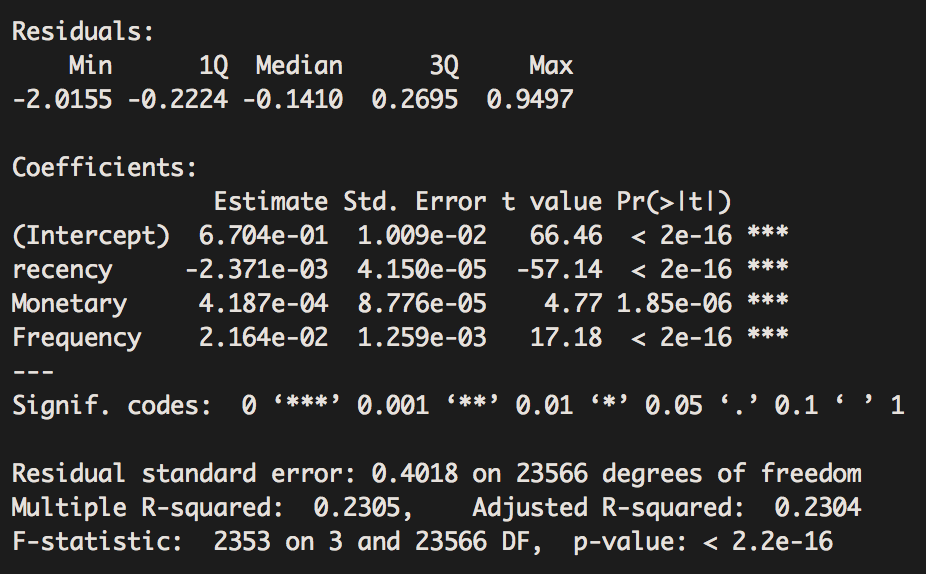 Residuals:
    Min      1Q  Median      3Q     Max
-2.0155 -0.2224 -0.1410  0.2695  0.9497

Coefficients:
              Estimate Std. Error t value Pr(>|t|)
(Intercept)  6.704e-01  1.009e-02   66.46  < 2e-16 ***
recency     -2.371e-03  4.150e-05  -57.14  < 2e-16 ***
Monetary     4.187e-04  8.776e-05    4.77 1.85e-06 ***
Frequency    2.164e-02  1.259e-03   17.18  < 2e-16 ***
---
Signif. codes:  0 ‘***’ 0.001 ‘**’ 0.01 ‘*’ 0.05 ‘.’ 0.1 ‘ ’ 1

Residual standard error: 0.4018 on 23566 degrees of freedom
Multiple R-squared:  0.2305,    Adjusted R-squared:  0.2304
F-statistic:  2353 on 3 and 23566 DF,  p-value: < 2.2e-16